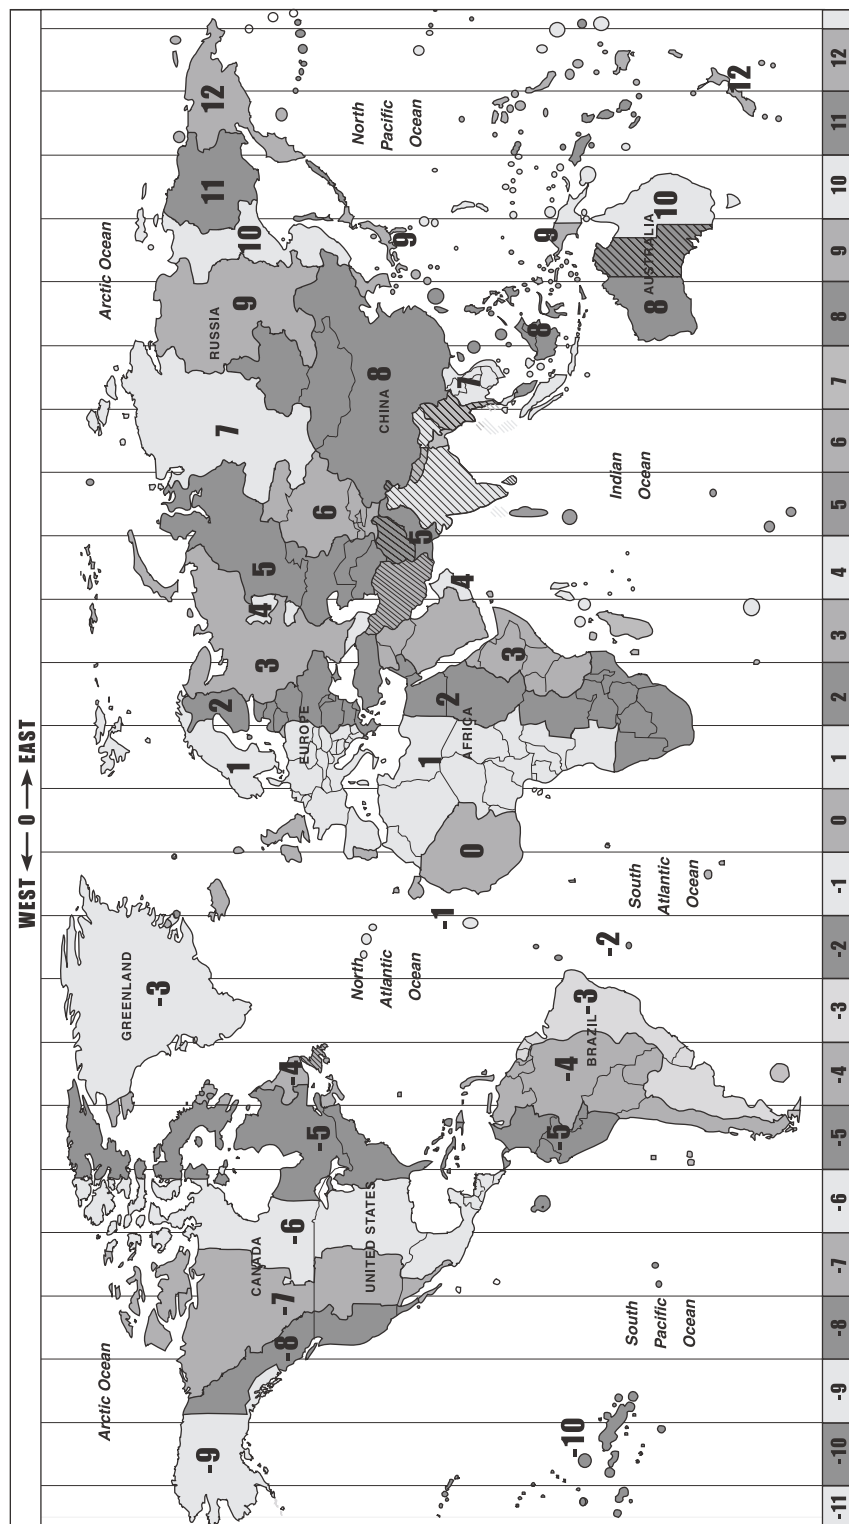 WEST ← 0 → EAST
Arctic Ocean
Arctic Ocean
GREENLAND
-3
-9
12
11
RUSSIA
2
7
1
9
10
CANADA
4
5
3
-7
-8
-6
-4
EUROPE
-5
6
North
Atlantic
Ocean
North
Pacific
Ocean
UNITED STATES
8
CHINA
9
5
1
-1
2
4
AFRICA
7
0
3
8
9
-5
-4
-10
-3
BRAZIL
-2
Indian
Ocean
South
Pacific
Ocean
South
Atlantic
Ocean
AUSTRALIA
8
10
12
-11 -10 -9 -8 -7 -6 -5 -4 -3 -2 -1 0 1 2 3 4 5 6 7 8 9 10 11 12